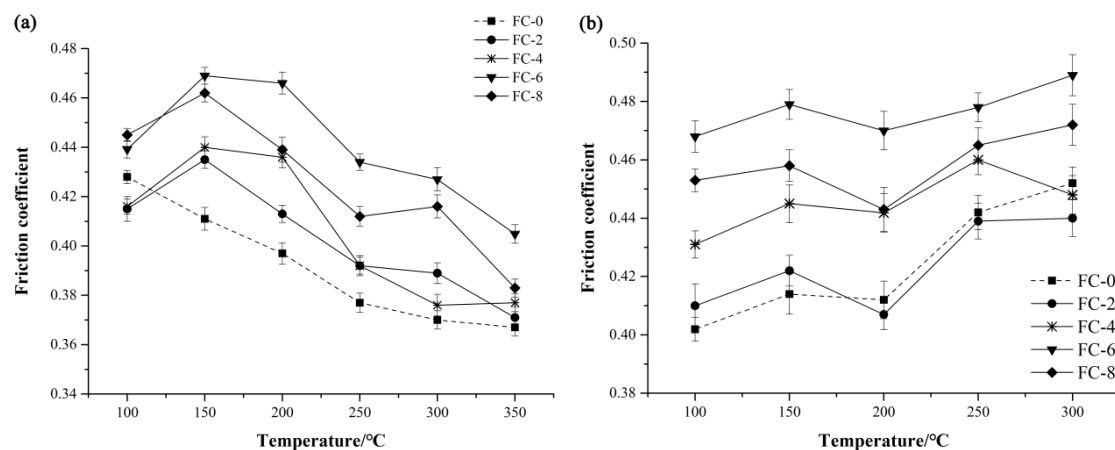 (a)
FC-0
FC-2
FC-4
FC-6
FC-8
0.48
0.46
0.44
0.42
0.40
0.38
0.36
0.34
Friction coefficient
100 150 200 250 300 350
Temperature/°C
(b)
0.50
0.48
0.46
0.44
0.42
0.40
0.38
Friction coefficient
FC-0
FC-2
FC-4
FC-6
FC-8
100 150 200 250 300
Temperature/°C